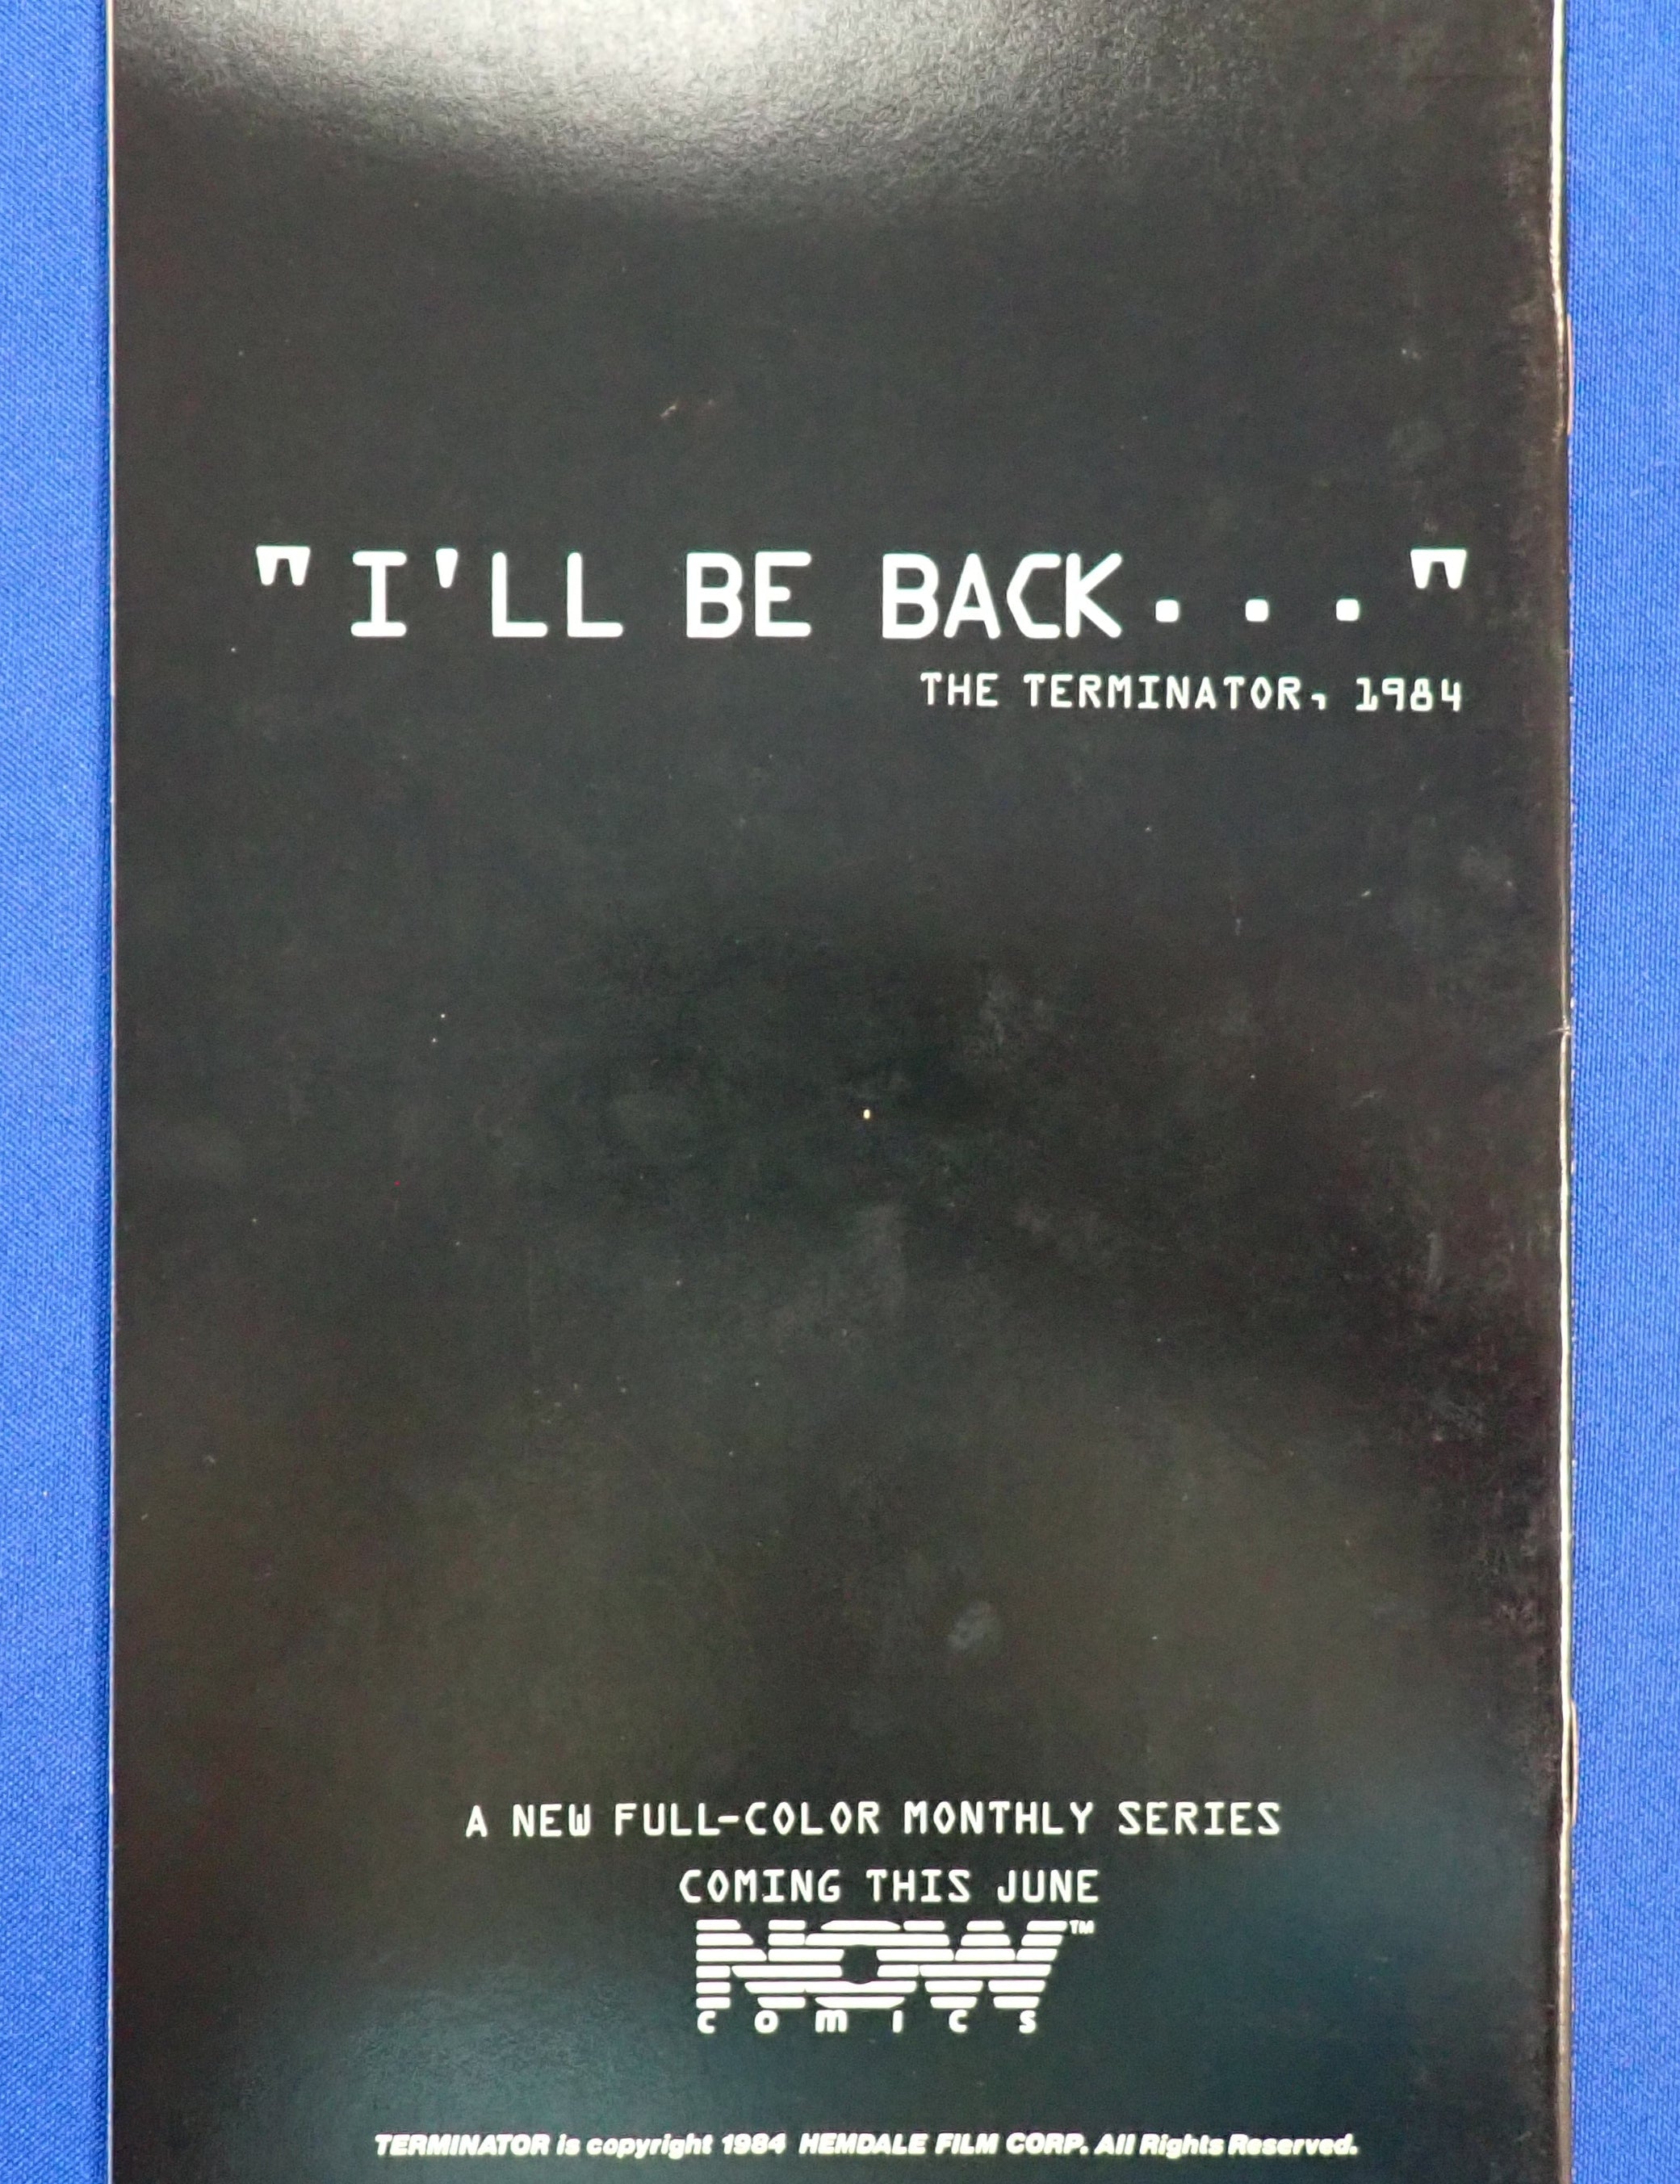 "I'LL BE BACK..."
THE TERMINATOR, 1984
A NEW FULL-COLOR MONTHLY SERIES
COMING THIS JUNE
NOW™
COMICS
TERMINATOR is copyright 1984 HEMDALE FILM CORP. All Rights Reserved.